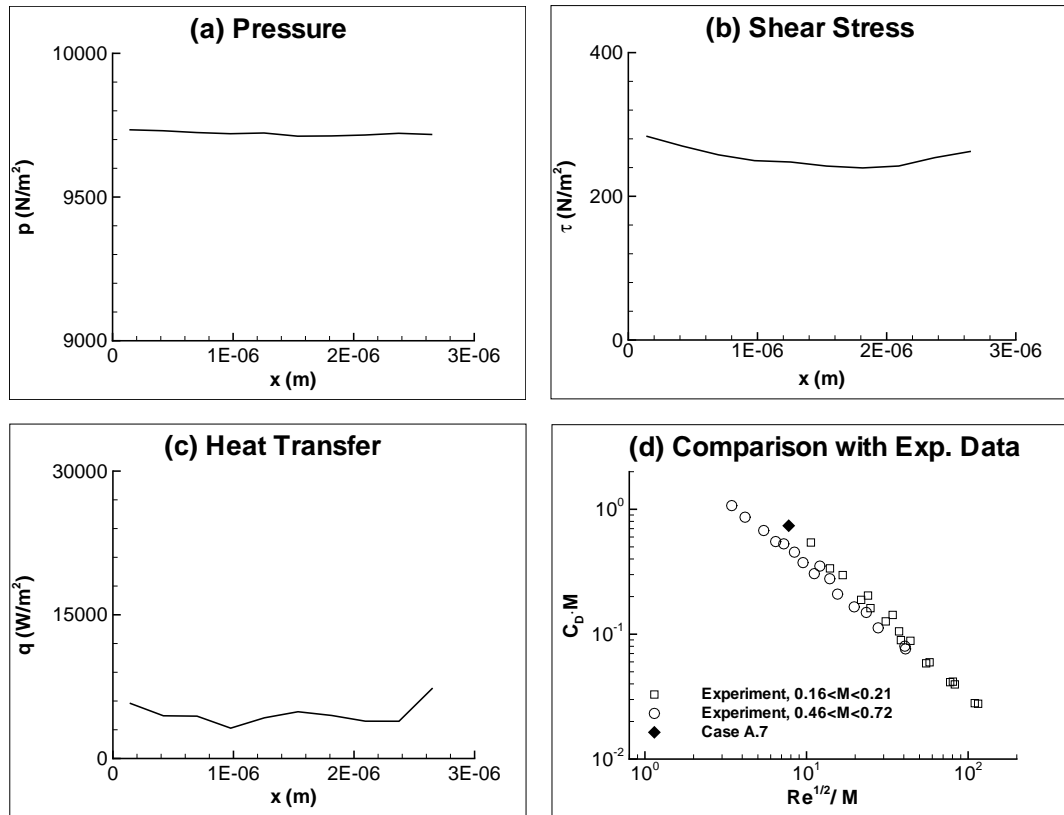 (a) Pressure
10000
9500
9000
p (N/m²)
0
1E-06
2E-06
3E-06
x (m)
(b) Shear Stress
400
200
0
τ (N/m²)
0
1E-06
2E-06
3E-06
x (m)
(c) Heat Transfer
30000
15000
0
q (W/m²)
0
1E-06
2E-06
3E-06
x (m)
(d) Comparison with Exp. Data
10⁰
10⁻¹
10⁻²
C_D·M
Experiment, 0.16<M<0.21
Experiment, 0.46<M<0.72
Case A.7
10⁰
10¹
10²
Re^{1/2}/ M